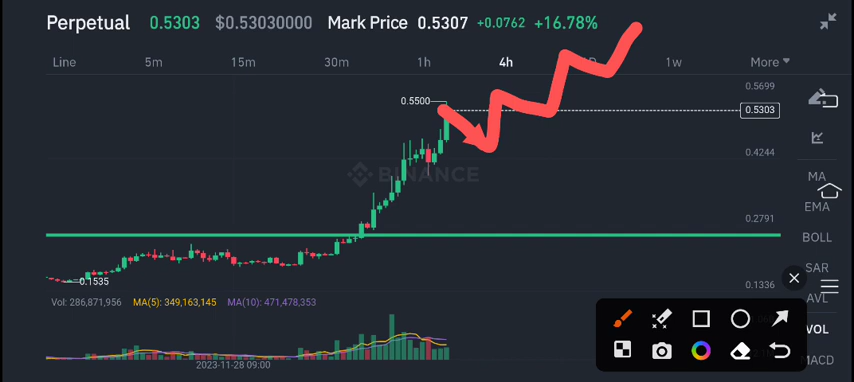 Perpetual 0.5303 $0.53030000 Mark Price 0.5307 +0.0762 +16.78%
Line 5m 15m 30m 1h 4h D 1w More
0.5699
0.5500
0.5303
0.4244
BINANCE
MA
EMA
0.2791
BOLL
SAR
0.1535
0.1336
AVL
Vol: 286,871,956 MA(5): 349,163,145 MA(10): 471,478,353
VOL
MACD
2023-11-28 09:00